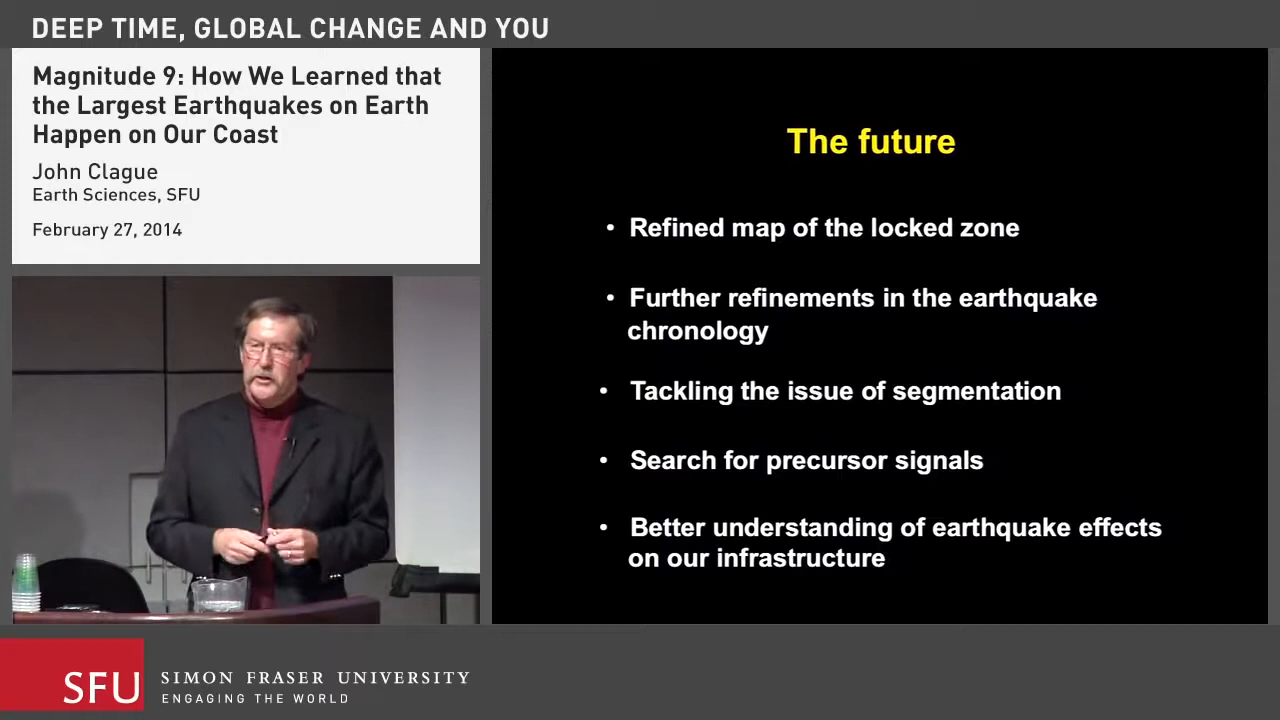 DEEP TIME, GLOBAL CHANGE AND YOU
Magnitude 9: How We Learned that
the Largest Earthquakes on Earth
Happen on Our Coast
John Clague
Earth Sciences, SFU
February 27, 2014
The future
• Refined map of the locked zone
• Further refinements in the earthquake
chronology
• Tackling the issue of segmentation
• Search for precursor signals
• Better understanding of earthquake effects
on our infrastructure
SFU
SIMON FRASER UNIVERSITY
ENGAGING THE WORLD